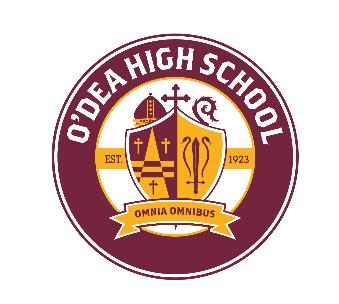 O'DEA HIGH SCHOOL
EST. 1923
OMNIA OMNIBUS